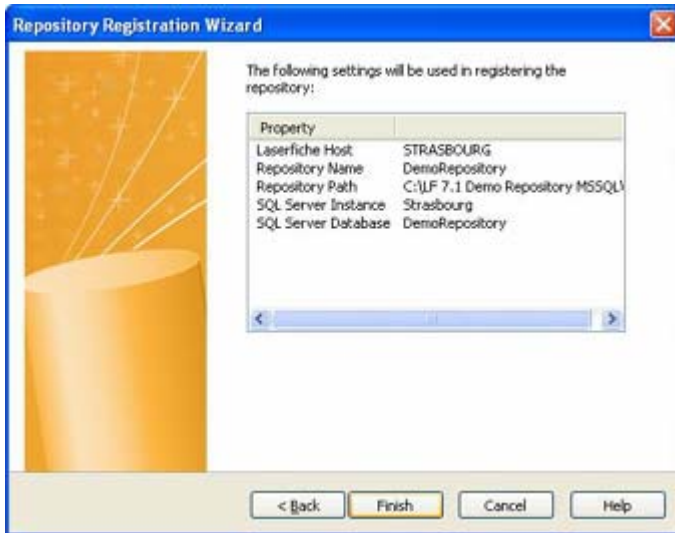 Repository Registration Wizard
The following settings will be used in registering the
repository:
Property
Laserfiche Host STRASBOURG
Repository Name DemoRepository
Repository Path C:\LF 7.1 Demo Repository MSSQL\
SQL Server Instance Strasbourg
SQL Server Database DemoRepository
< Back Finish Cancel Help